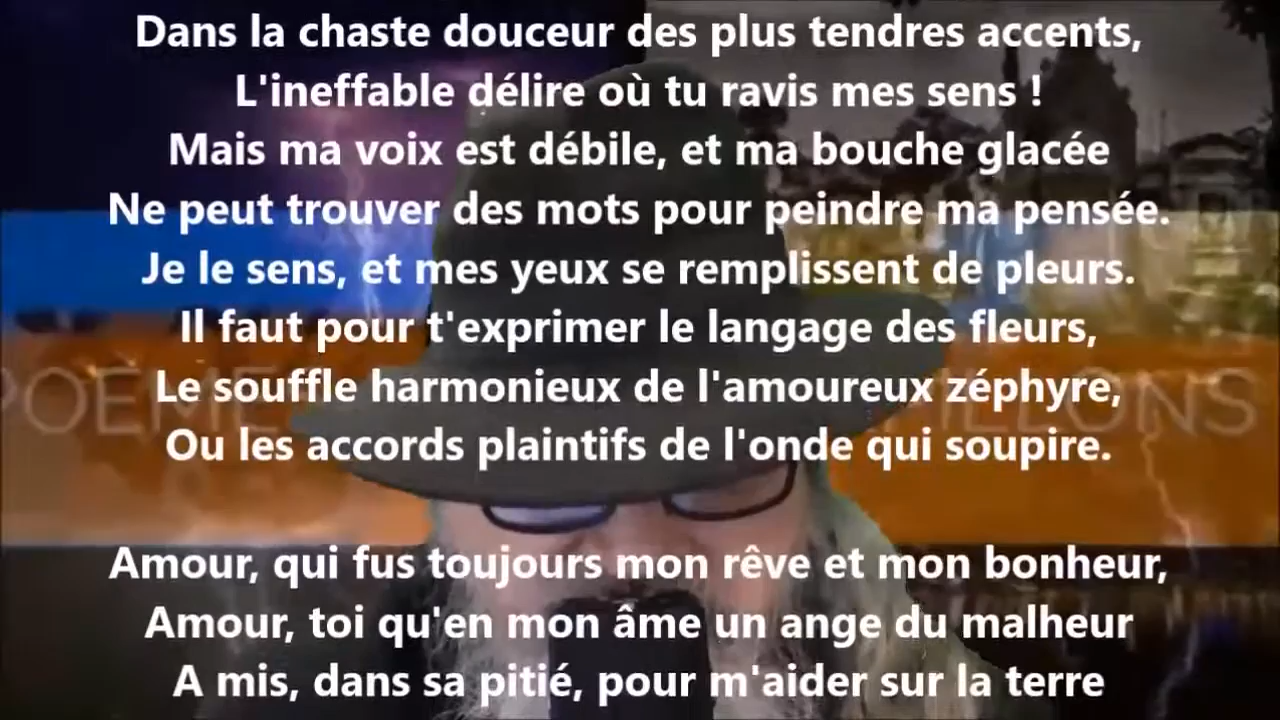 Dans la chaste douceur des plus tendres accents,
L'ineffable délire où tu ravis mes sens !
Mais ma voix est débile, et ma bouche glacée
Ne peut trouver des mots pour peindre ma pensée.
Je le sens, et mes yeux se remplissent de pleurs.
Il faut pour t'exprimer le langage des fleurs,
Le souffle harmonieux de l'amoureux zéphyre,
Ou les accords plaintifs de l'onde qui soupire.
Amour, qui fus toujours mon rêve et mon bonheur,
Amour, toi qu'en mon âme un ange du malheur
A mis, dans sa pitié, pour m'aider sur la terre